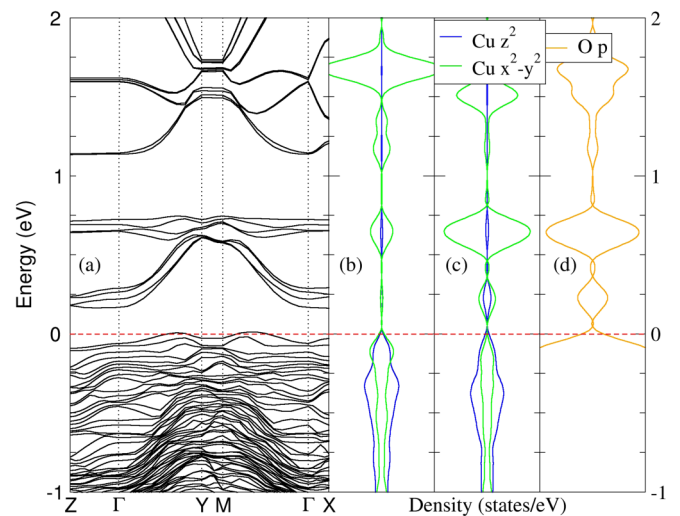 2
2
Cu z²
Cu x²-y²
O p
1
1
Energy (eV)
(a)
(b)
(c)
(d)
0
0
-1
-1
Z Γ Y M Γ X
Density (states/eV)